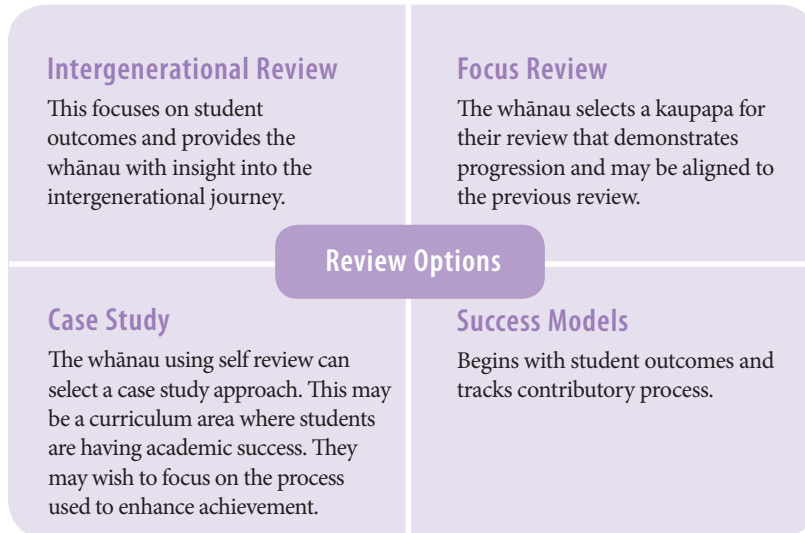 Intergenerational Review
This focuses on student
outcomes and provides the
whānau with insight into the
intergenerational journey.
Focus Review
The whānau selects a kaupapa for
their review that demonstrates
progression and may be aligned to
the previous review.
Review Options
Case Study
The whānau using self review can
select a case study approach. This may
be a curriculum area where students
are having academic success. They
may wish to focus on the process
used to enhance achievement.
Success Models
Begins with student outcomes and
tracks contributory process.